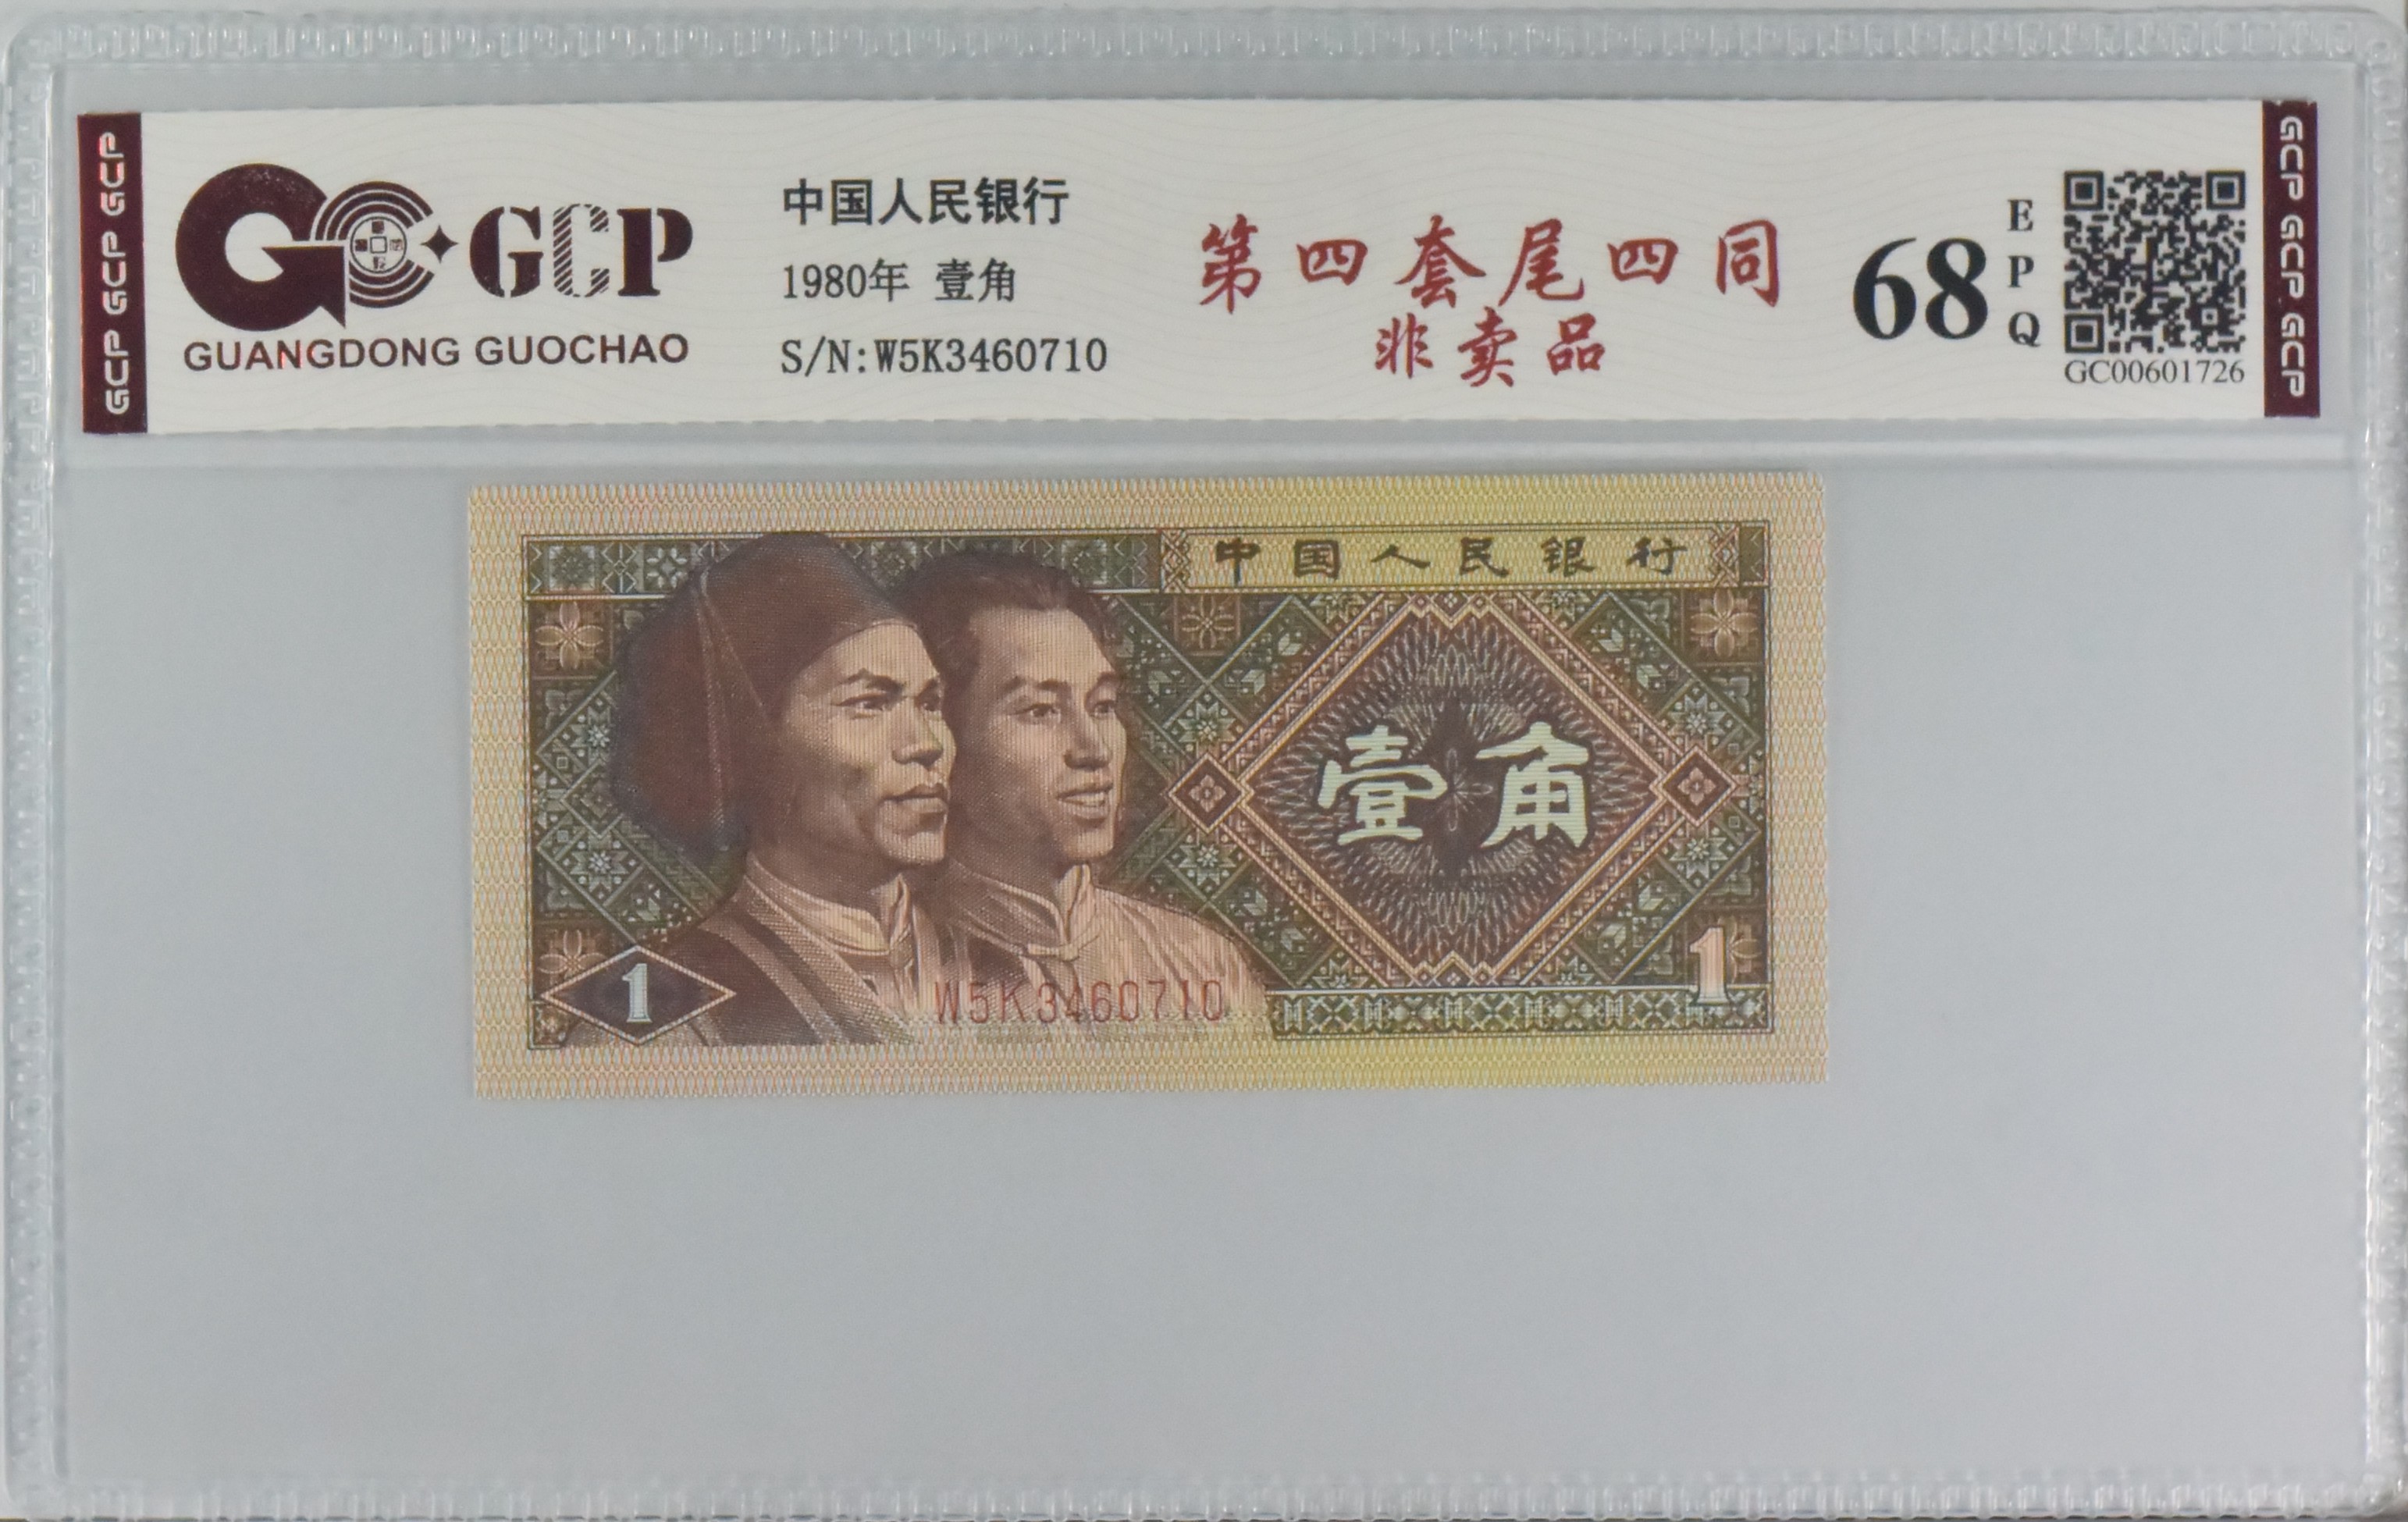 GCP GCP GCP
GCP
GUANGDONG GUOCHAO
中国人民银行
1980年 壹角
S/N:W5K3460710
第四套尾四同
非卖品
68
EPQ
GC00601726
GCP GCP GCP
中国人民银行
壹角
1
W5K3460710
1